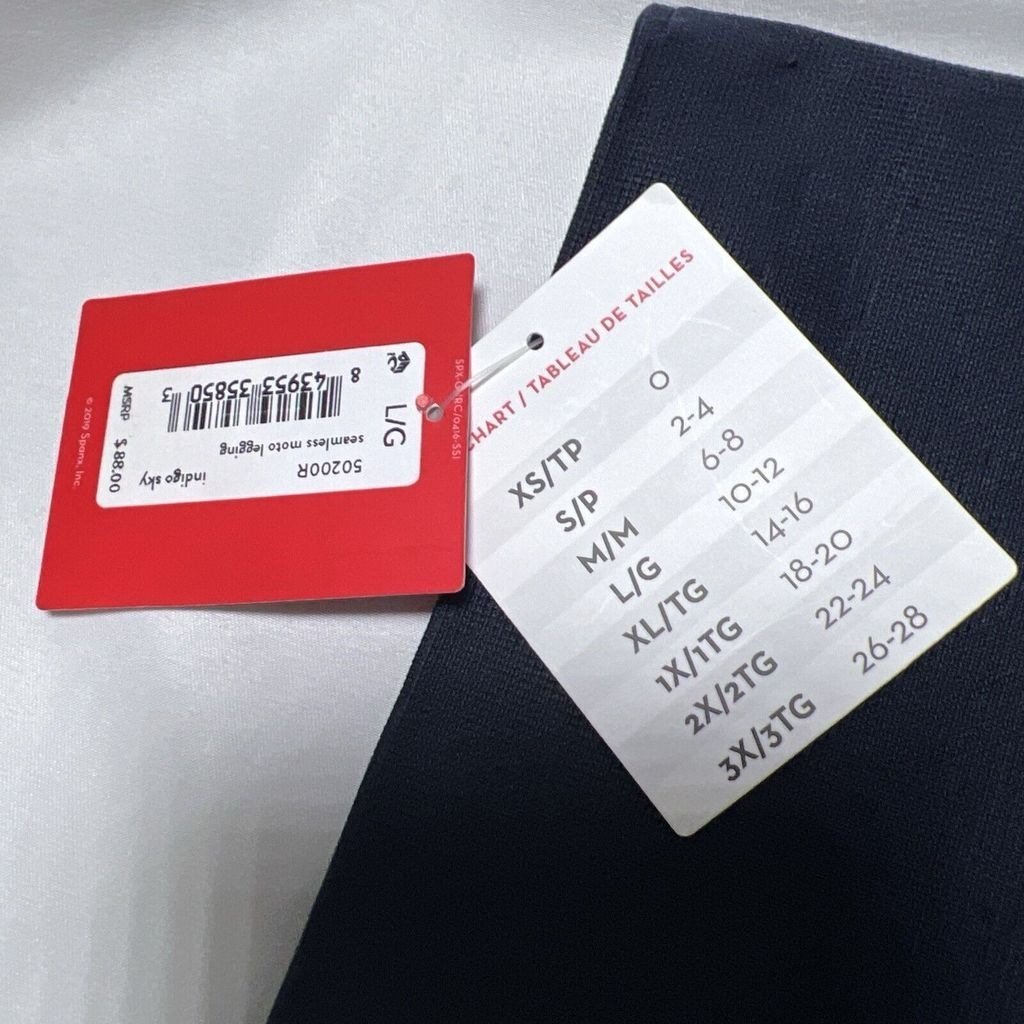 50200R
seamless moto legging
indigo sky
L/G
8 43953 35850 3
MSRP $ 88.00
© 2019 Spanx, Inc.
CHART / TABLEAU DE TAILLES
XS/TP 0
S/P 2-4
M/M 6-8
L/G 10-12
XL/TG 14-16
1X/1TG 18-20
2X/2TG 22-24
3X/3TG 26-28